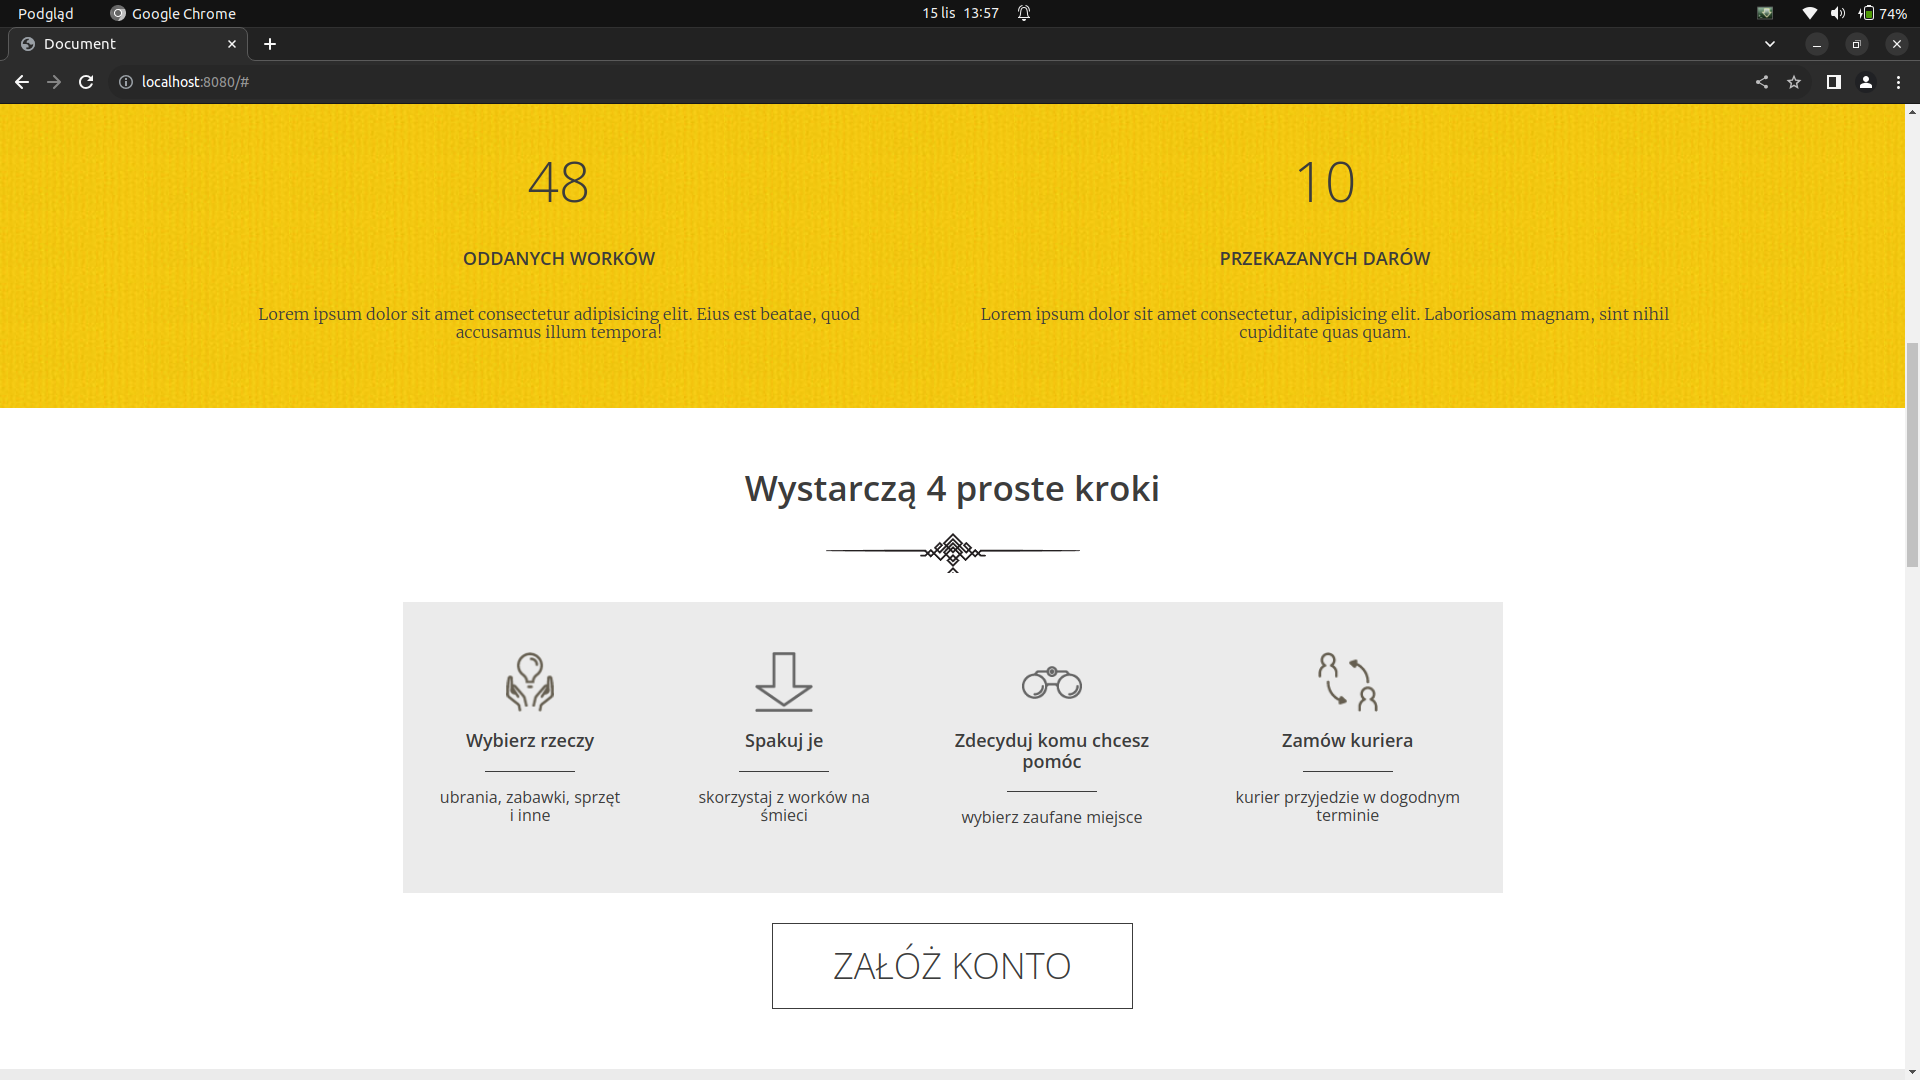 Podgląd
Google Chrome
15 lis 13:57
74%
Document
localhost:8080/#
48
ODDANYCH WORKÓW
Lorem ipsum dolor sit amet consectetur adipisicing elit. Eius est beatae, quod
accusamus illum tempora!
10
PRZEKAZANYCH DARÓW
Lorem ipsum dolor sit amet consectetur, adipisicing elit. Laboriosam magnam, sint nihil
cupiditate quas quam.
Wystarczą 4 proste kroki
Wybierz rzeczy
ubrania, zabawki, sprzęt
i inne
Spakuj je
skorzystaj z worków na
śmieci
Zdecyduj komu chcesz
pomóc
wybierz zaufane miejsce
Zamów kuriera
kurier przyjedzie w dogodnym
terminie
ZAŁÓŻ KONTO